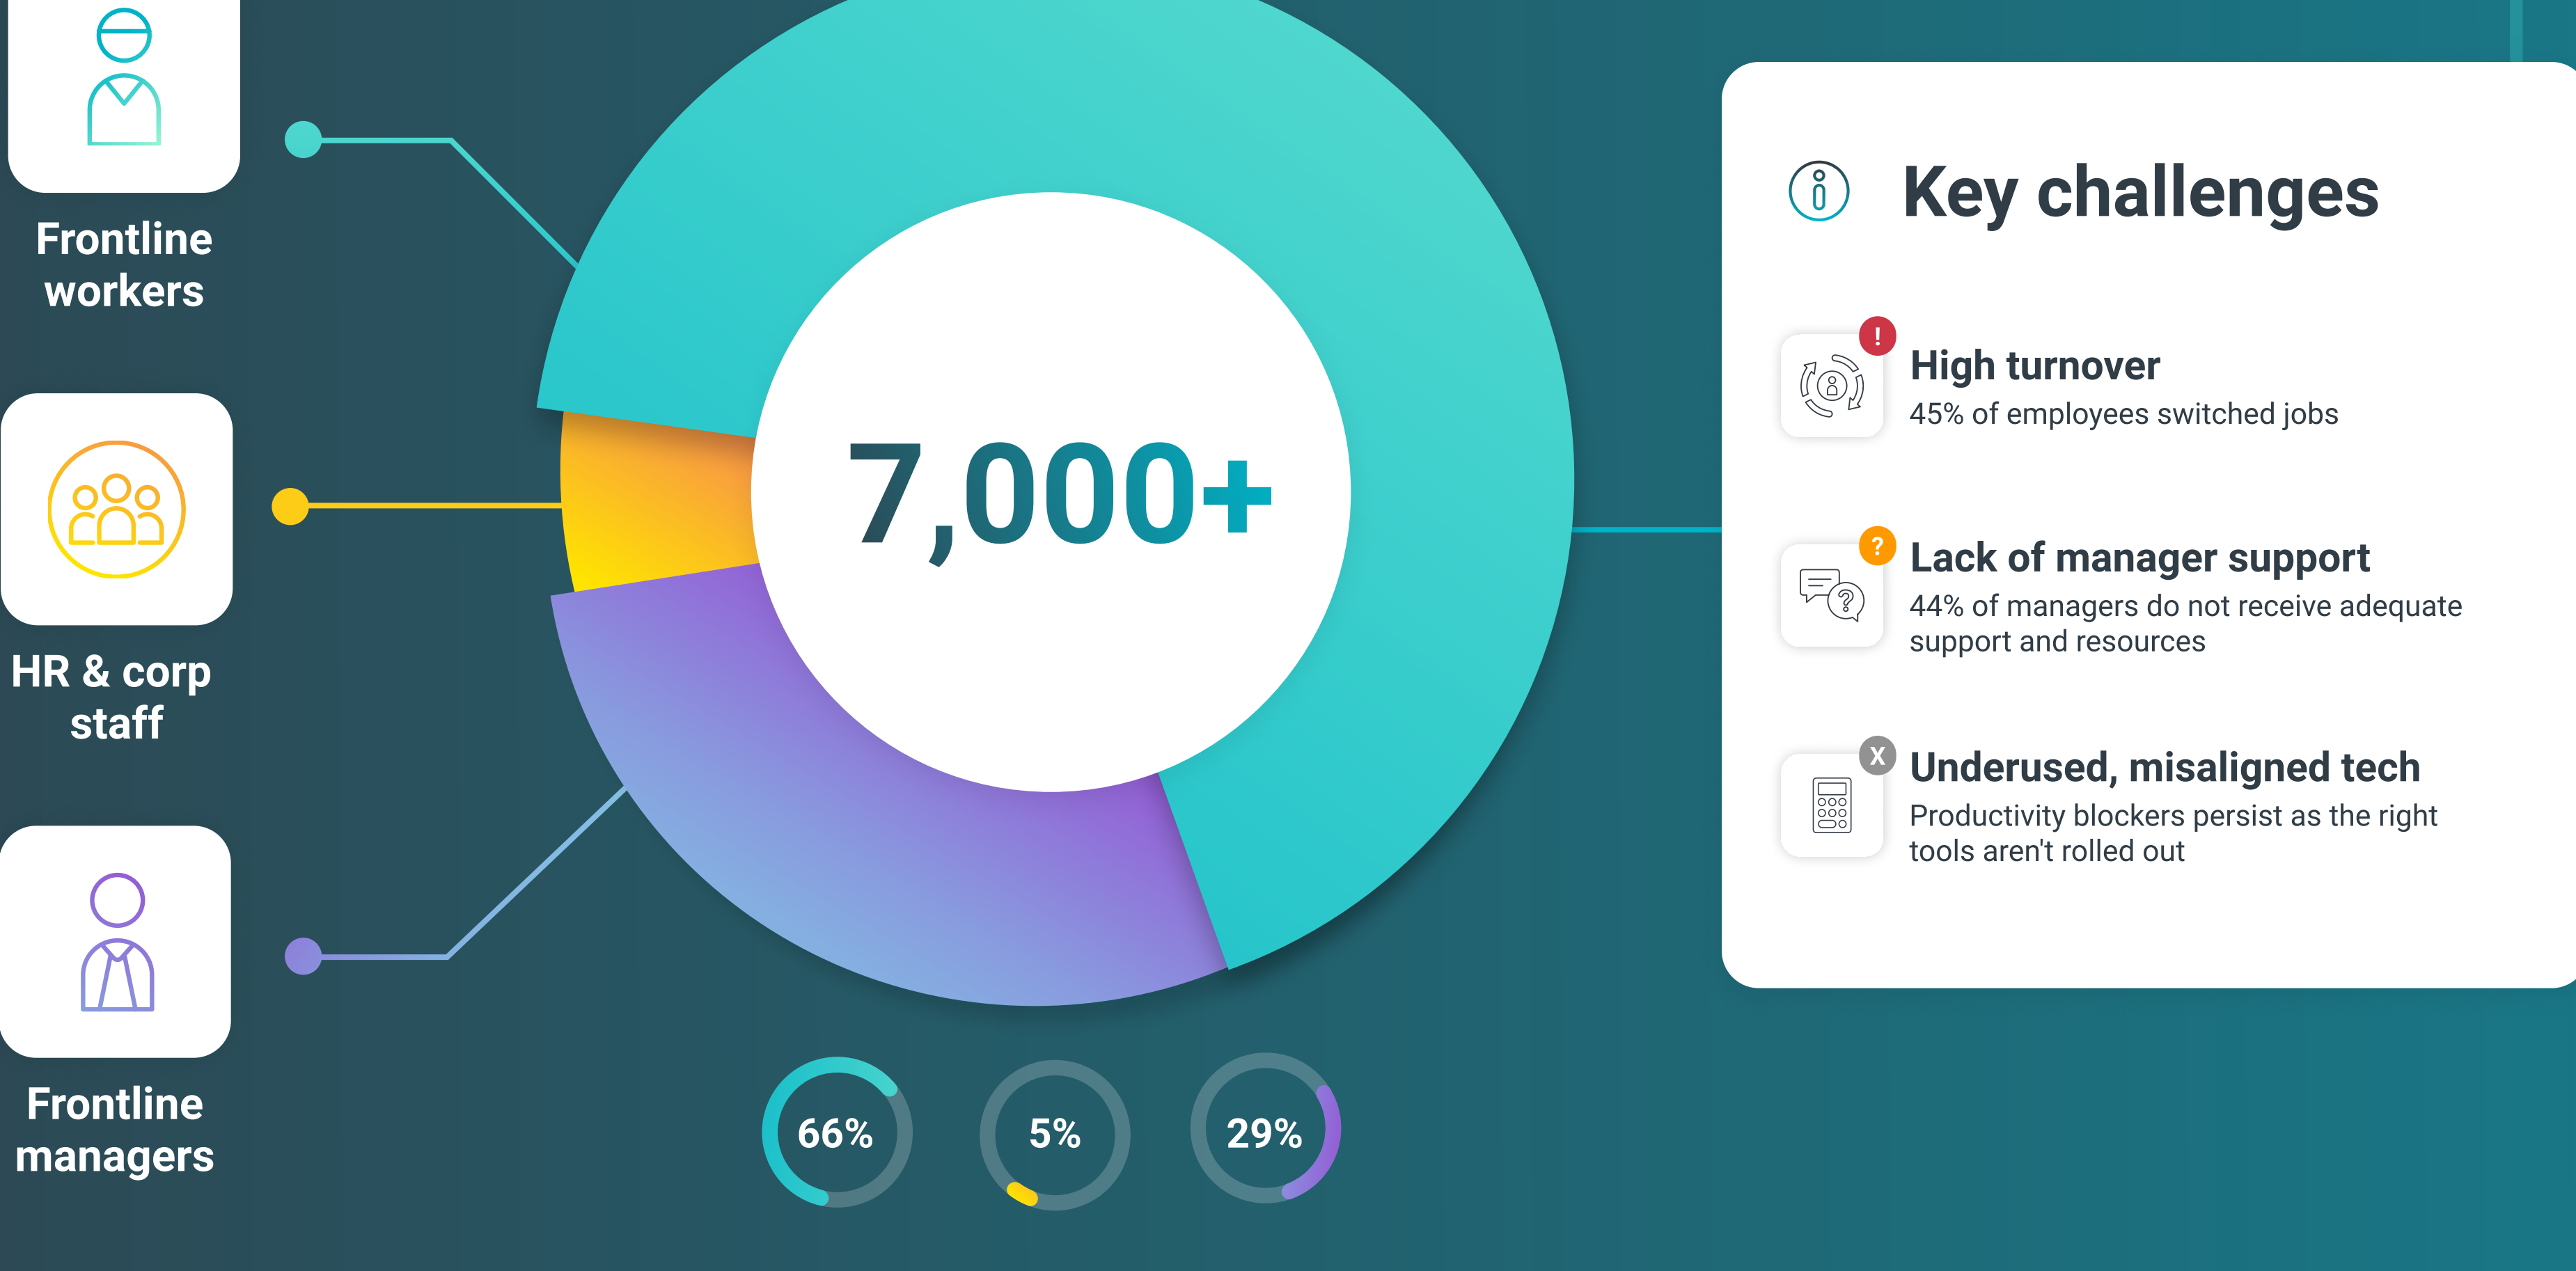 Frontline
workers
HR & corp
staff
Frontline
managers
7,000+
66%
5%
29%
Key challenges
!
High turnover
45% of employees switched jobs
?
?
Lack of manager support
44% of managers do not receive adequate
support and resources
X
Underused, misaligned tech
Productivity blockers persist as the right
tools aren't rolled out